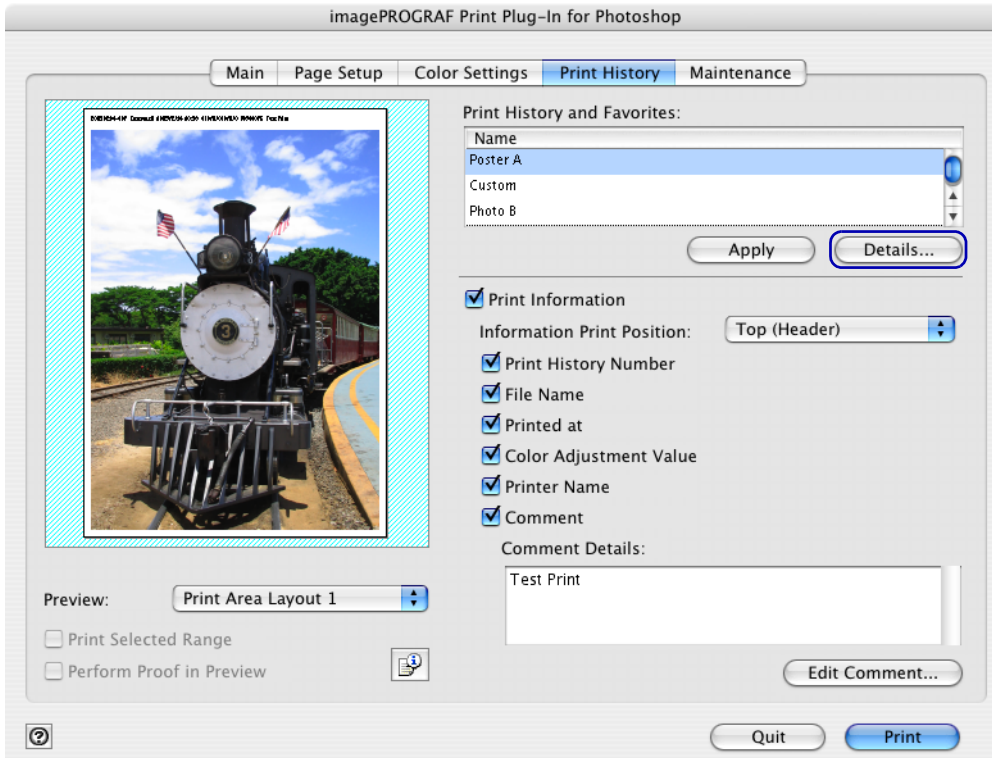 imagePROGRAF Print Plug-In for Photoshop
Main Page Setup Color Settings Print History Maintenance
Print History and Favorites:
Name
Poster A
Custom
Photo B
Apply Details...
Print Information
Information Print Position: Top (Header)
Print History Number
File Name
Printed at
Color Adjustment Value
Printer Name
Comment
Comment Details:
Test Print
Edit Comment...
3
Preview: Print Area Layout 1
Print Selected Range
Perform Proof in Preview
?
Quit Print